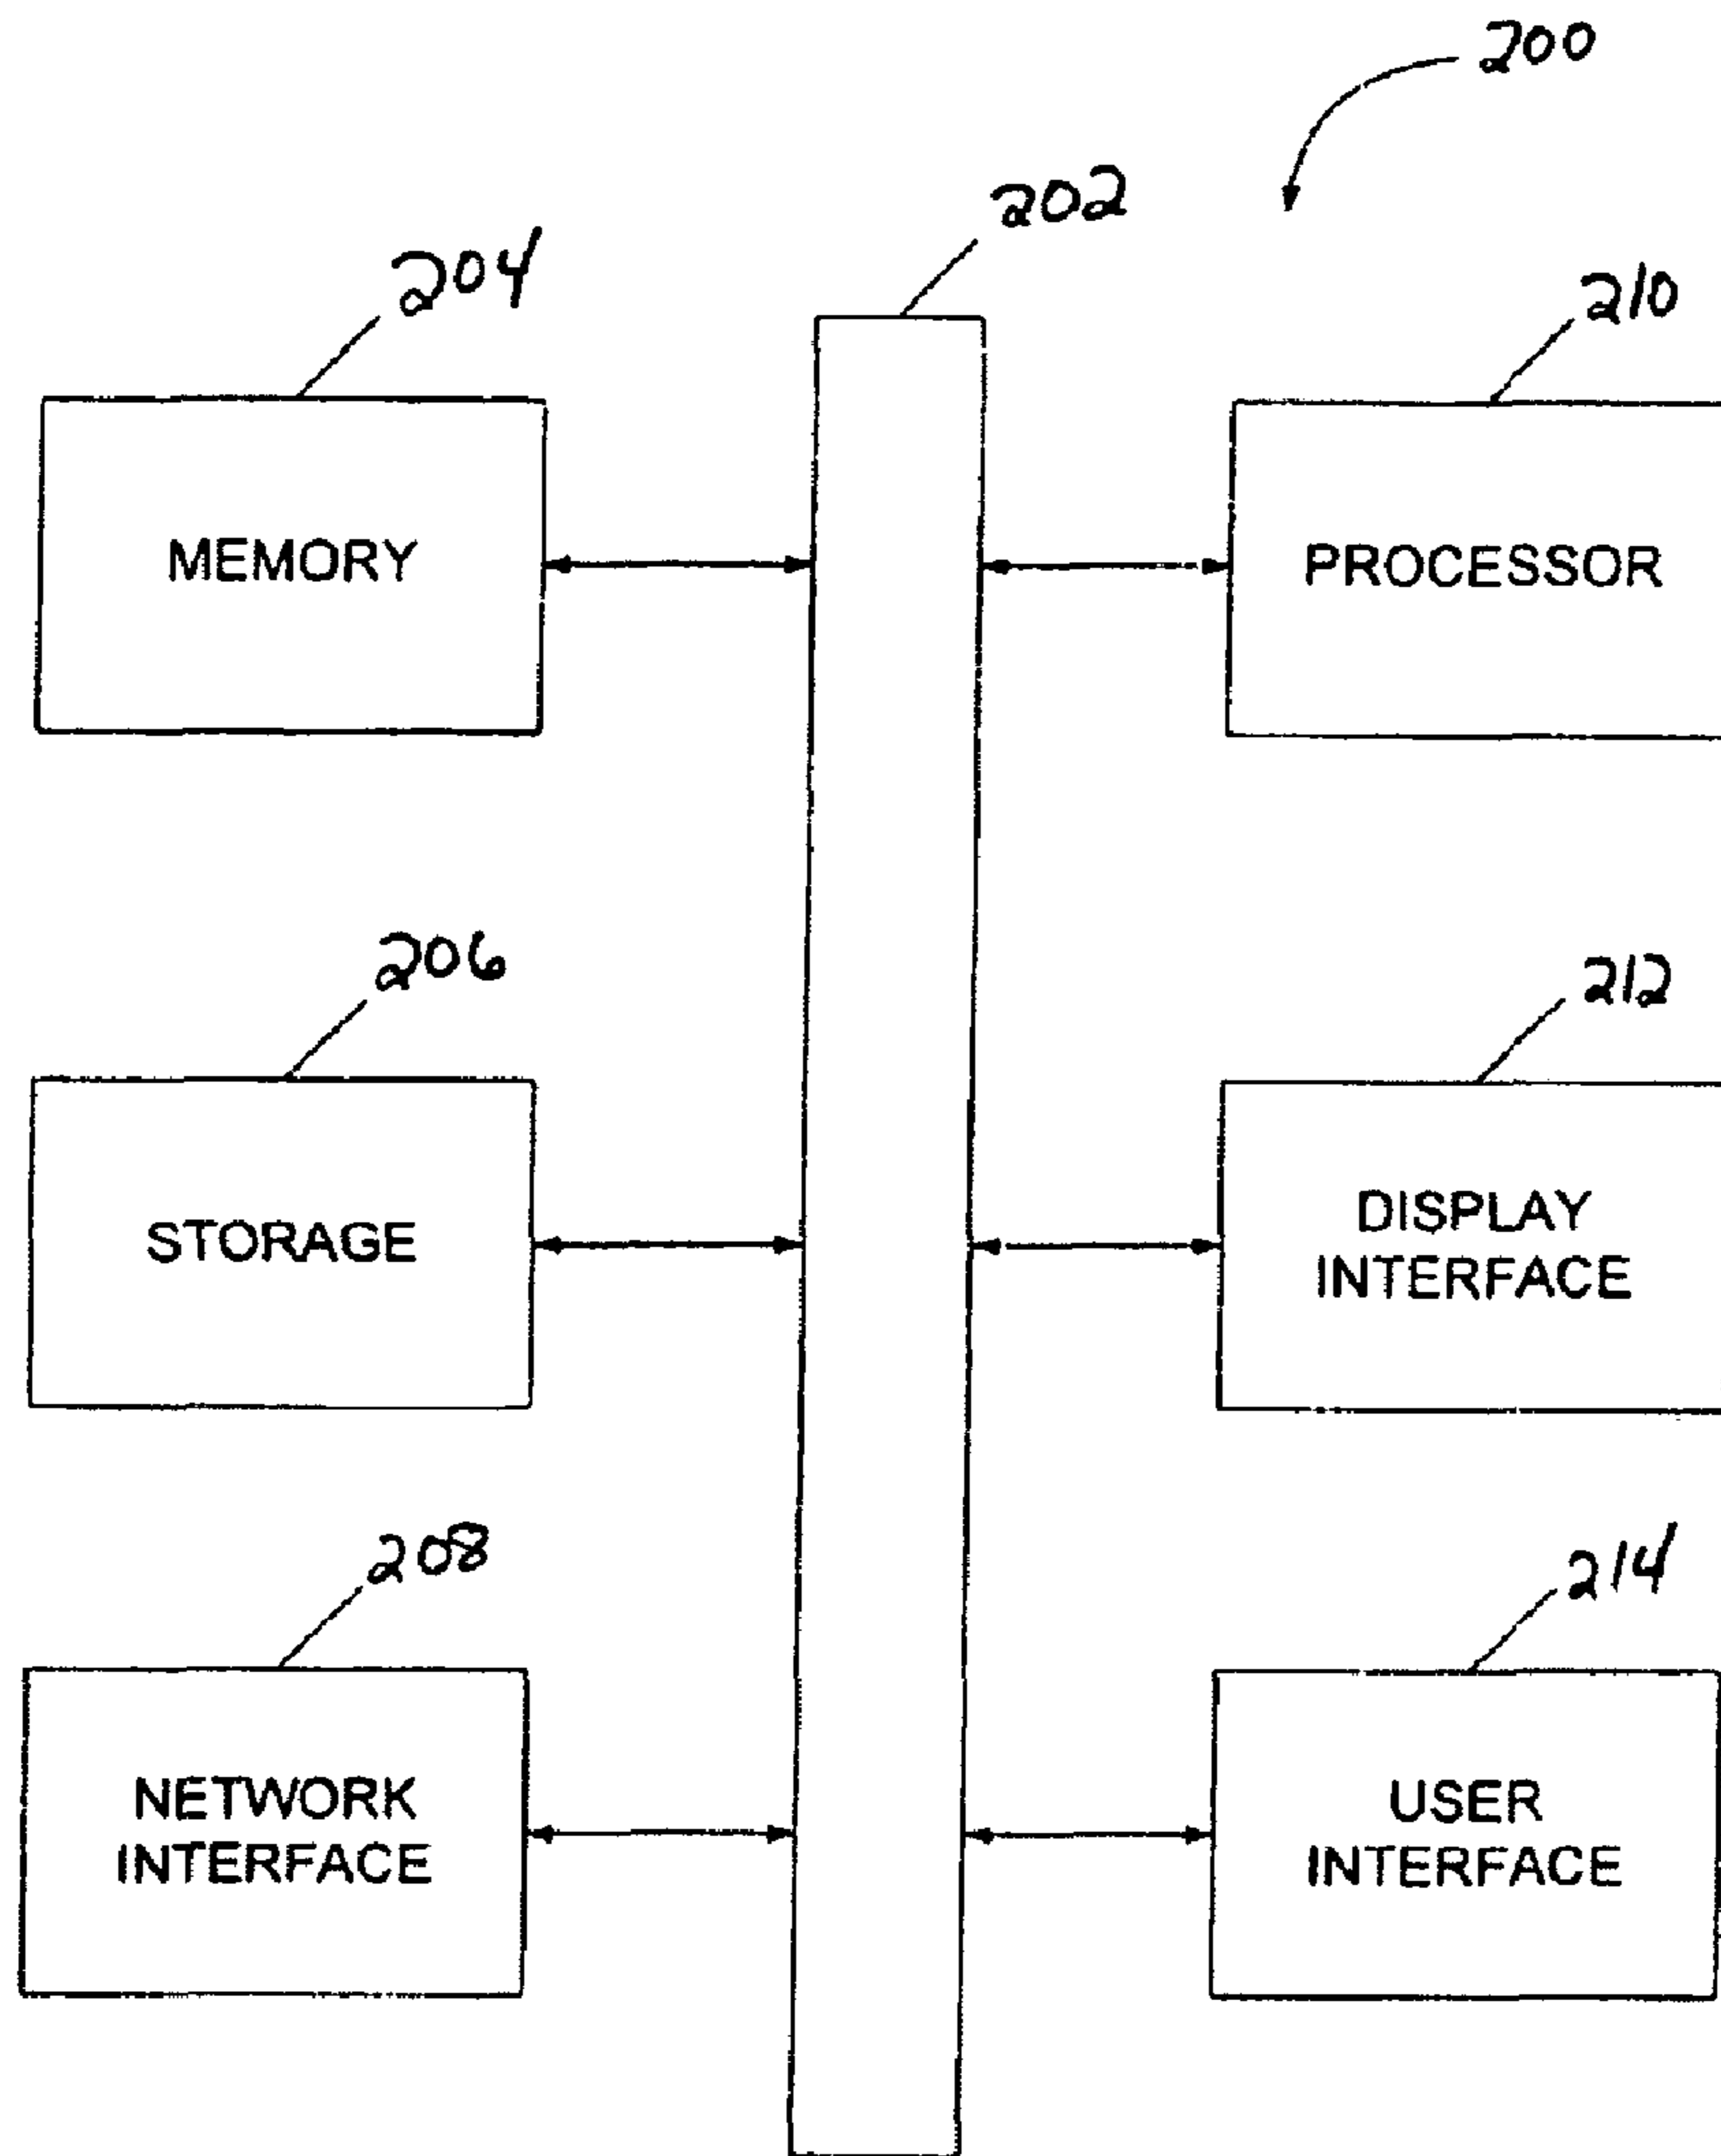 200
202
204
210
MEMORY
PROCESSOR
206
212
STORAGE
DISPLAY
INTERFACE
208
214
NETWORK
INTERFACE
USER
INTERFACE